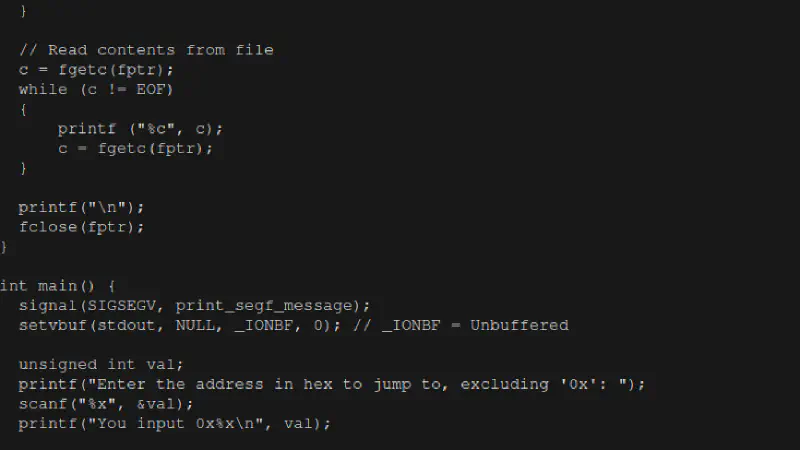 }
// Read contents from file
c = fgetc(fptr);
while (c != EOF)
{
printf ("%c", c);
c = fgetc(fptr);
}
printf("\n");
fclose(fptr);
}
int main() {
signal(SIGSEGV, print_segf_message);
setvbuf(stdout, NULL, _IONBF, 0); // _IONBF = Unbuffered
unsigned int val;
printf("Enter the address in hex to jump to, excluding '0x': ");
scanf("%x", &val);
printf("You input 0x%x\n", val);